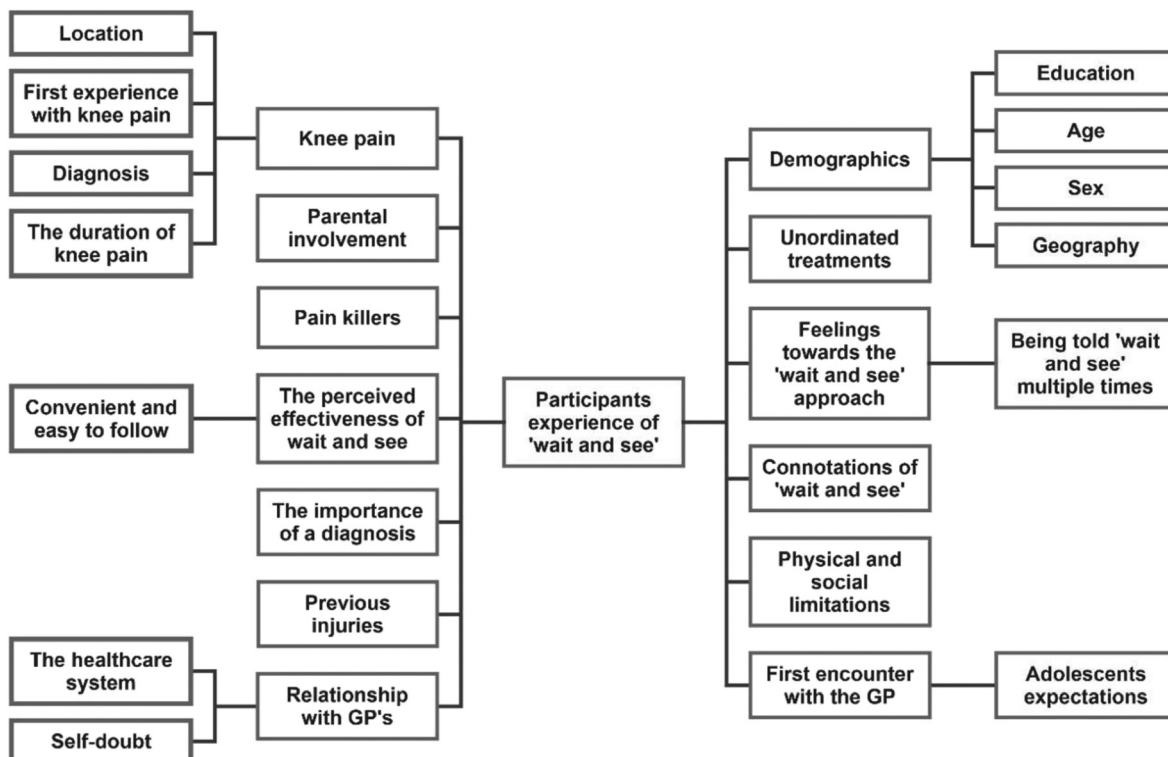 Location
First experience
with knee pain
Diagnosis
The duration of
knee pain
Convenient and
easy to follow
The healthcare
system
Self-doubt
Knee pain
Parental
involvement
Pain killers
The perceived
effectiveness of
wait and see
The importance
of a diagnosis
Previous
injuries
Relationship
with GP's
Participants
experience of
'wait and see'
Demographics
Unordinated
treatments
Feelings
towards the
'wait and see'
approach
Connotations of
'wait and see'
Physical and
social
limitations
First encounter
with the GP
Education
Age
Sex
Geography
Being told 'wait
and see'
multiple times
Adolescents
expectations